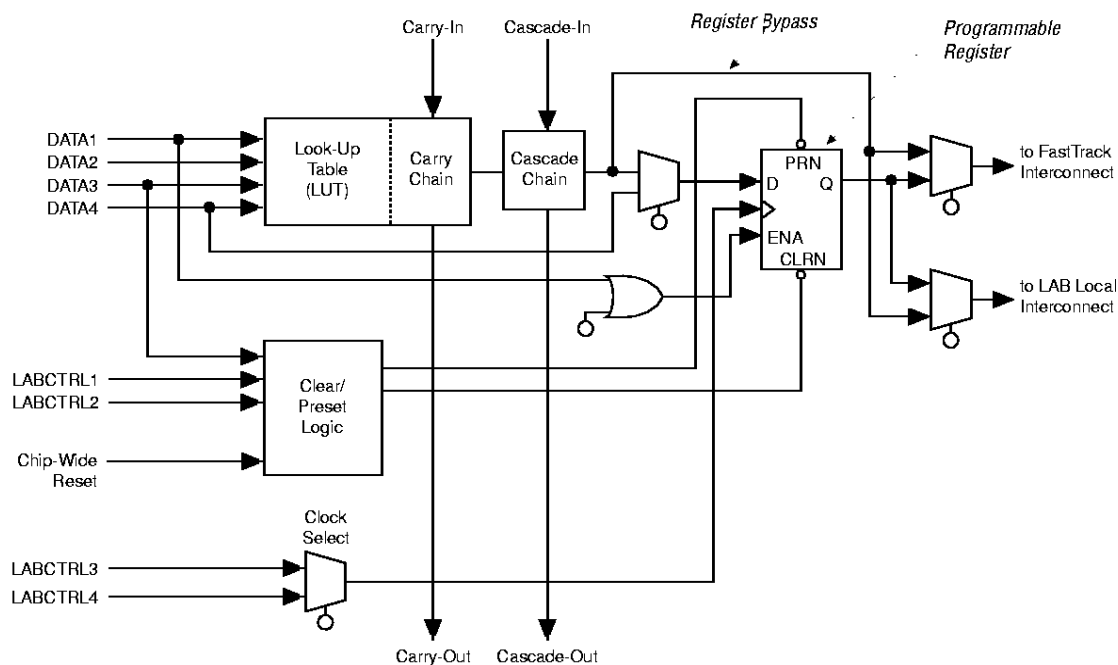 Carry-In
Cascade-In
Register Bypass
Programmable
Register
DATA1
DATA2
DATA3
DATA4
Look-Up
Table
(LUT)
Carry
Chain
Cascade
Chain
PRN
D
Q
ENA
CLRN
to FastTrack
Interconnect
to LAB Local
Interconnect
LABCTRL1
LABCTRL2
Clear/
Preset
Logic
Chip-Wide
Reset
Clock
Select
LABCTRL3
LABCTRL4
Carry-Out
Cascade-Out